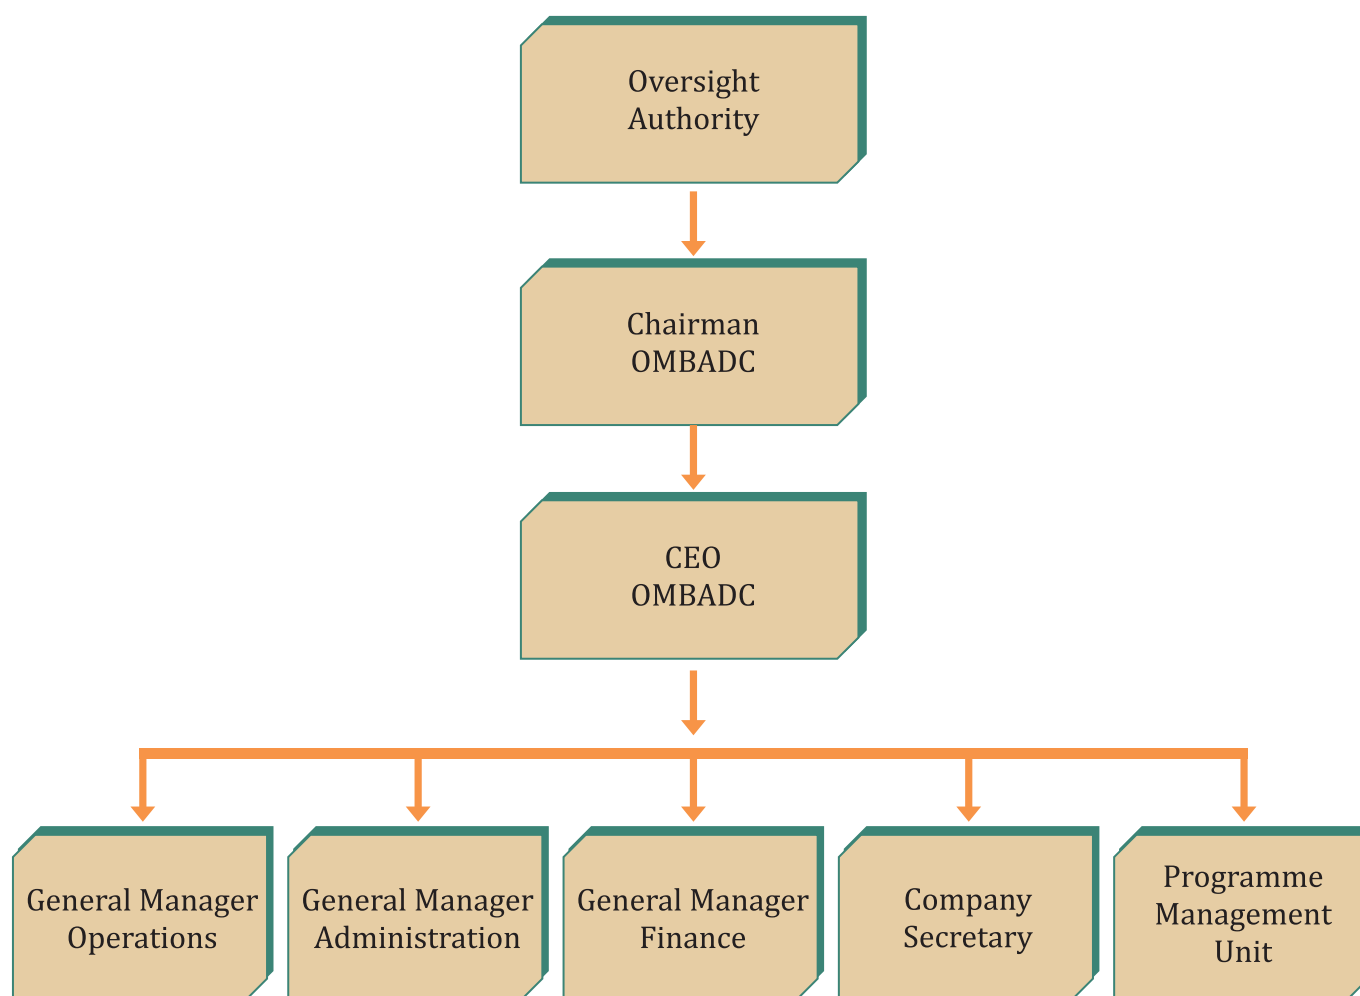 Oversight
Authority
Chairman
OMBADC
CEO
OMBADC
General Manager
Operations
General Manager
Administration
General Manager
Finance
Company
Secretary
Programme
Management
Unit